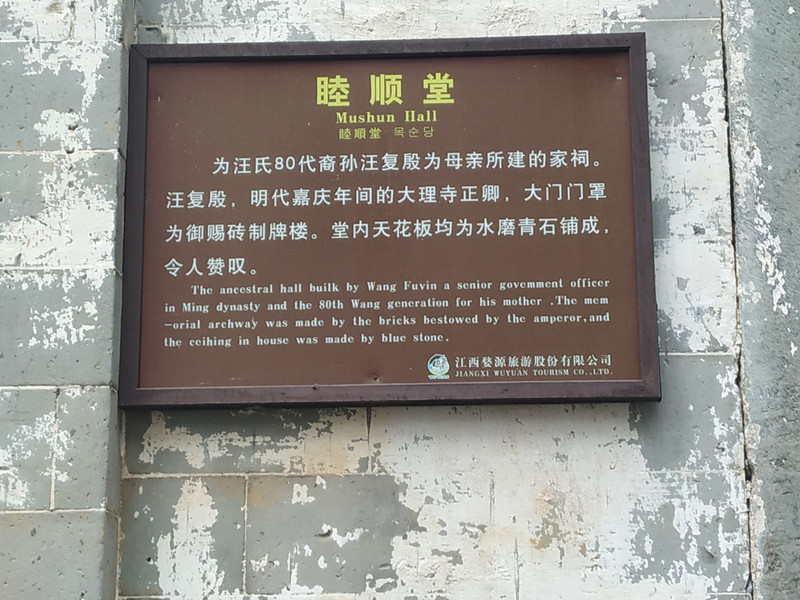 睦顺堂
Mushun Hall
睦順堂 목순당
为汪氏80代裔孙汪复殷为母亲所建的家祠。
汪复殷，明代嘉庆年间的大理寺正卿，大门门罩
为御赐砖制牌楼。堂内天花板均为水磨青石铺成，
令人赞叹。
The ancestral hall builk by Wang Fuvin a senior govemment officer
in Ming dynasty and the 80th Wang generation for his mother .The mem
-orial archway was made by the bricks bestowed by the amperor,and
the ceihing in house was made by blue stone.
江西婺源旅游股份有限公司
JIANGXI WUYUAN TOURISM CO.,LTD.